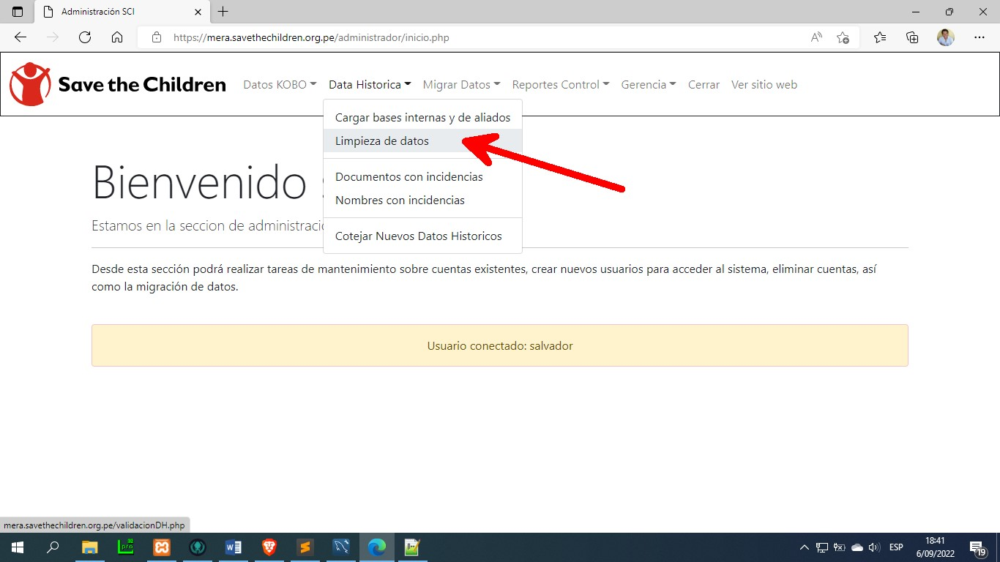 Administración SCI
https://mera.savethechildren.org.pe/administrador/inicio.php
Save the Children
Datos KOBO
Data Historica
Migrar Datos
Reportes Control
Gerencia
Cerrar
Ver sitio web
Cargar bases internas y de aliados
Limpieza de datos
Documentos con incidencias
Nombres con incidencias
Cotejar Nuevos Datos Historicos
Bienvenido
Estamos en la seccion de administraci
Desde esta sección podrá realizar tareas de mantenimiento sobre cuentas existentes, crear nuevos usuarios para acceder al sistema, eliminar cuentas, así
como la migración de datos.
Usuario conectado: salvador
mera.savethechildren.org.pe/validacionDH.php
ESP
18:41
6/09/2022
19